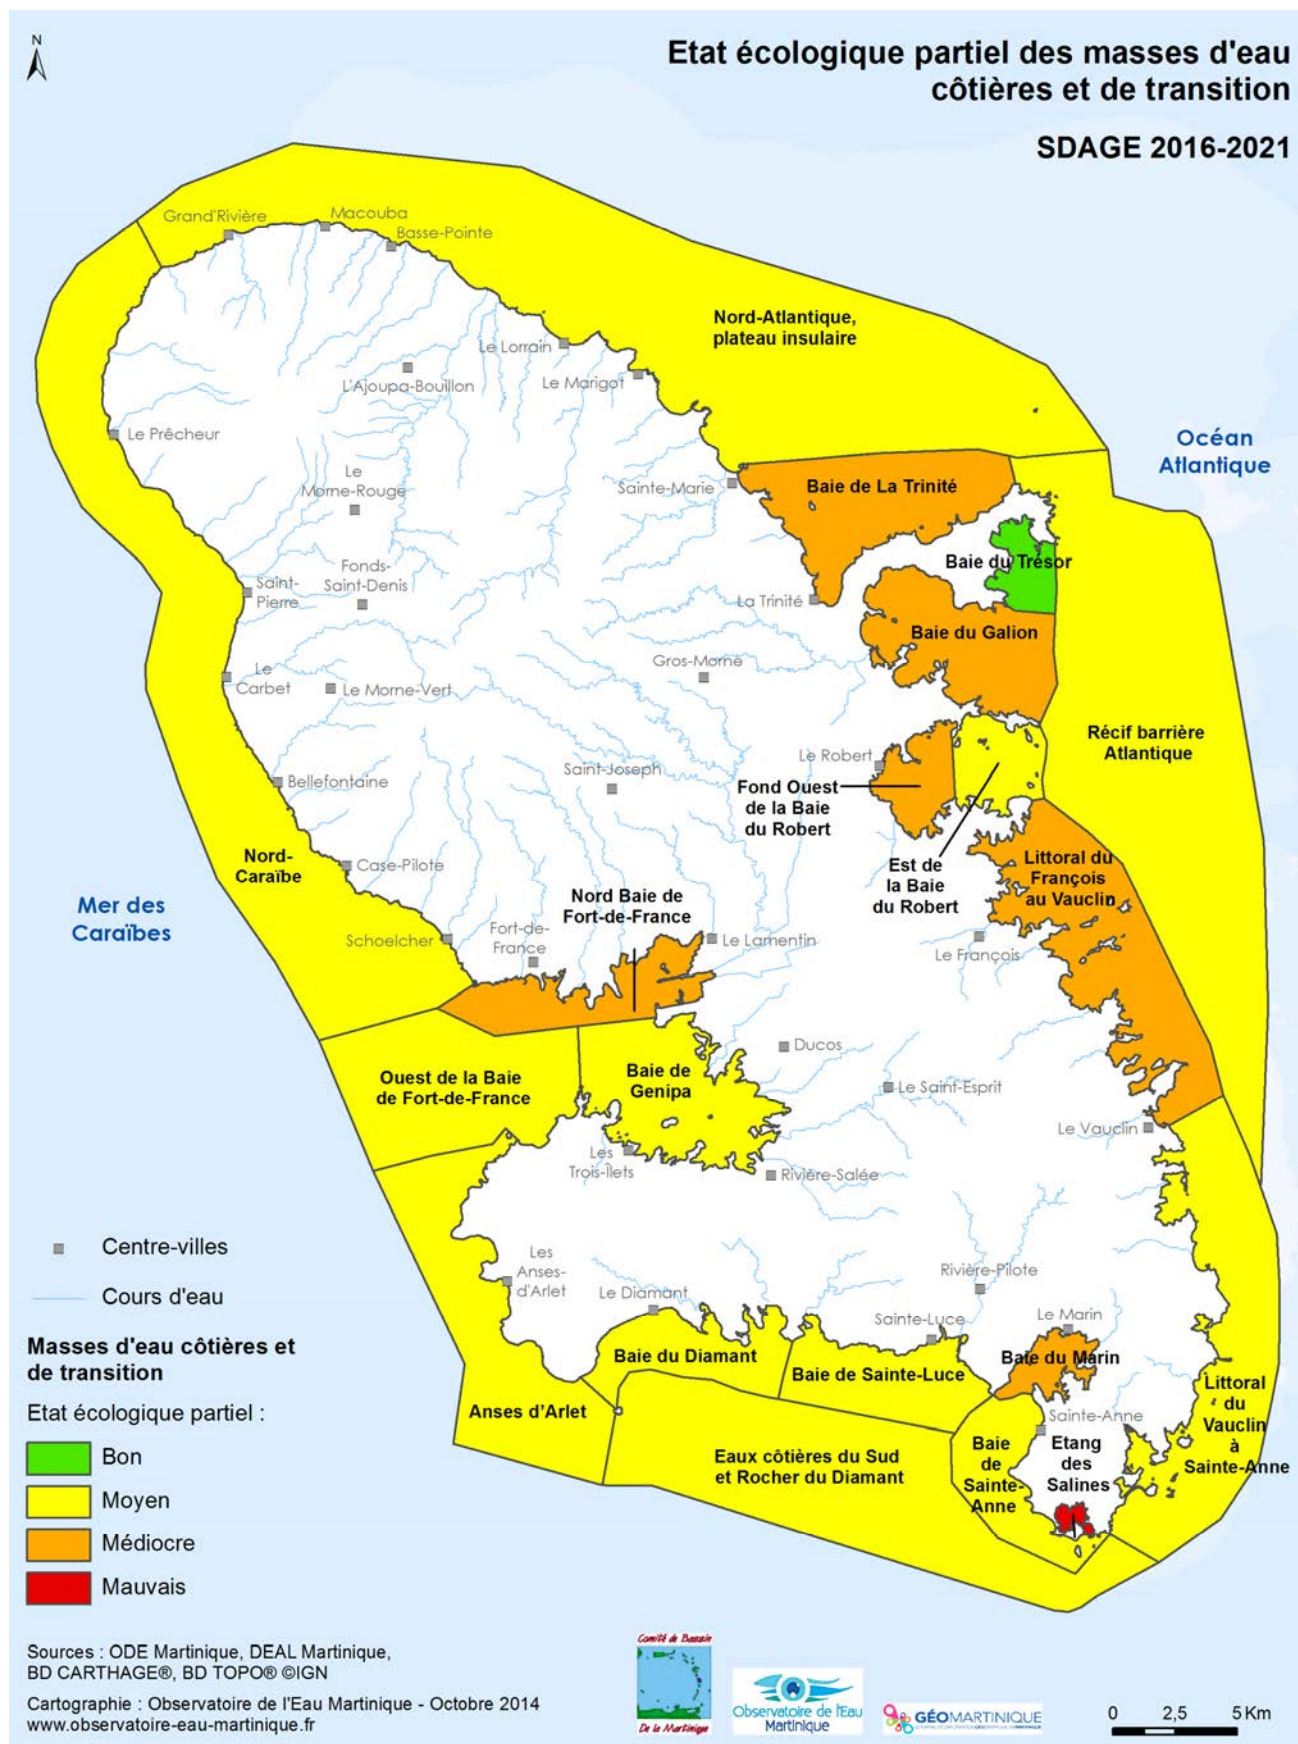 N
Etat écologique partiel des masses d'eau
côtières et de transition
SDAGE 2016-2021
Grand'Rivière
Macouba
Basse-Pointe
Nord-Atlantique,
plateau insulaire
Le Lorrain
Le Marigot
L'Ajoupa-Bouillon
Le Prêcheur
Océan
Atlantique
Le
Morne-Rouge
Sainte-Marie
Baie de La Trinité
Baie du Trésor
Fonds-
Saint-Denis
Saint-
Pierre
La Trinité
Baie du Galion
Gros-Morne
Le
Carbet
Le Morne-Vert
Récif barrière
Atlantique
Le Robert
Saint-Joseph
Bellefontaine
Fond Ouest
de la Baie
du Robert
Est de
la Baie
du Robert
Littoral du
François
au Vauclin
Nord-
Caraïbe
Case-Pilote
Mer des
Caraïbes
Nord Baie de
Fort-de-France
Schoelcher
Fort-de-
France
Le Lamentin
Le François
Ouest de la Baie
de Fort-de-France
Baie de
Genipa
Ducos
Le Saint-Esprit
Le Vauclin
Les
Trois-Îlets
Rivière-Salée
Les
Anses-
d'Arlet
Le Diamant
Rivière-Pilote
Sainte-Luce
Le Marin
Baie du Diamant
Baie de Sainte-Luce
Baie du Marin
Anses d'Arlet
Sainte-Anne
Littoral
du
Vauclin
à
Sainte-Anne
Eaux côtières du Sud
et Rocher du Diamant
Baie
de
Sainte-
Anne
Etang
des
Salines
Centre-villes
Cours d'eau
Masses d'eau côtières et
de transition
Etat écologique partiel :
Bon
Moyen
Médiocre
Mauvais
Sources : ODE Martinique, DEAL Martinique,
BD CARTHAGE®, BD TOPO® ©IGN
Cartographie : Observatoire de l'Eau Martinique - Octobre 2014
www.observatoire-eau-martinique.fr
Comité de Bassin
De la Martinique
Observatoire de l'Eau
Martinique
GÉOMARTINIQUE
0 2,5 5 Km